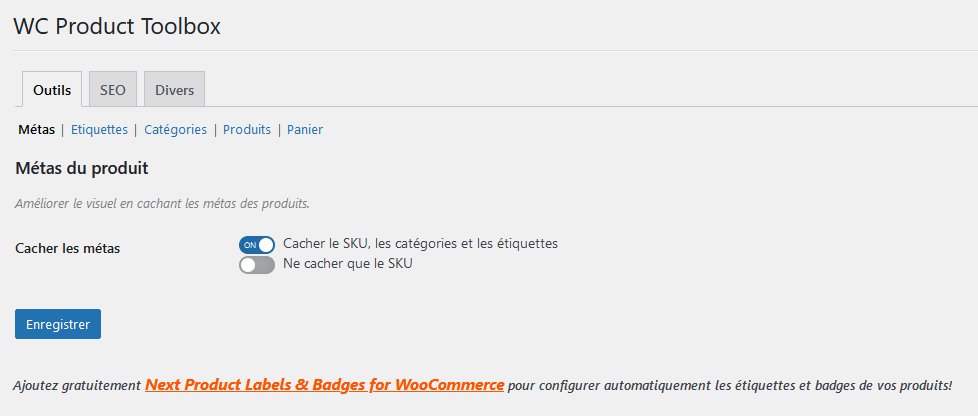 WC Product Toolbox
Outils SEO Divers
Métas | Etiquettes | Catégories | Produits | Panier
Métas du produit
Améliorer le visuel en cachant les métas des produits.
Cacher les métas ON Cacher le SKU, les catégories et les étiquettes
Ne cacher que le SKU
Enregistrer
Ajoutez gratuitement Next Product Labels & Badges for WooCommerce pour configurer automatiquement les étiquettes et badges de vos produits!